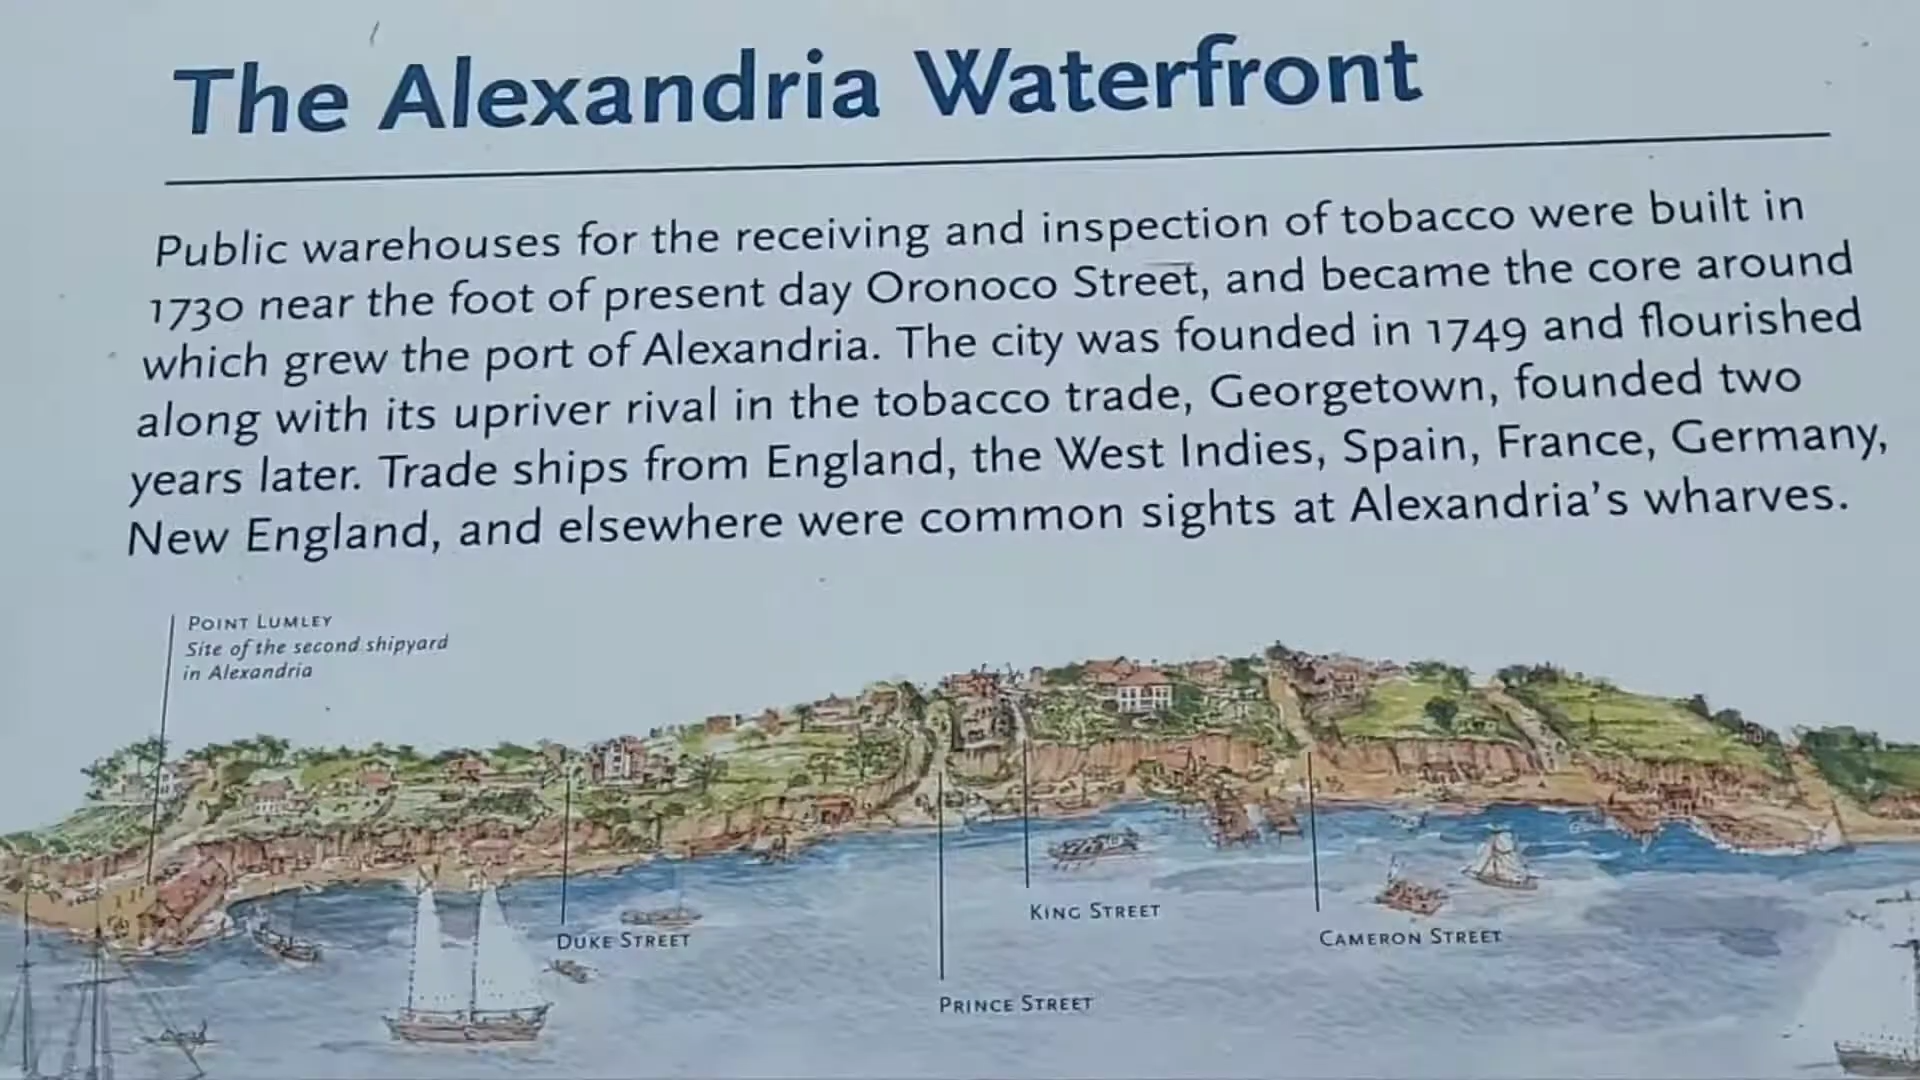 The Alexandria Waterfront
Public warehouses for the receiving and inspection of tobacco were built in
1730 near the foot of present day Oronoco Street, and became the core around
which grew the port of Alexandria. The city was founded in 1749 and flourished
along with its upriver rival in the tobacco trade, Georgetown, founded two
years later. Trade ships from England, the West Indies, Spain, France, Germany,
New England, and elsewhere were common sights at Alexandria's wharves.
POINT LUMLEY
Site of the second shipyard
in Alexandria
KING STREET
DUKE STREET
CAMERON STREET
PRINCE STREET